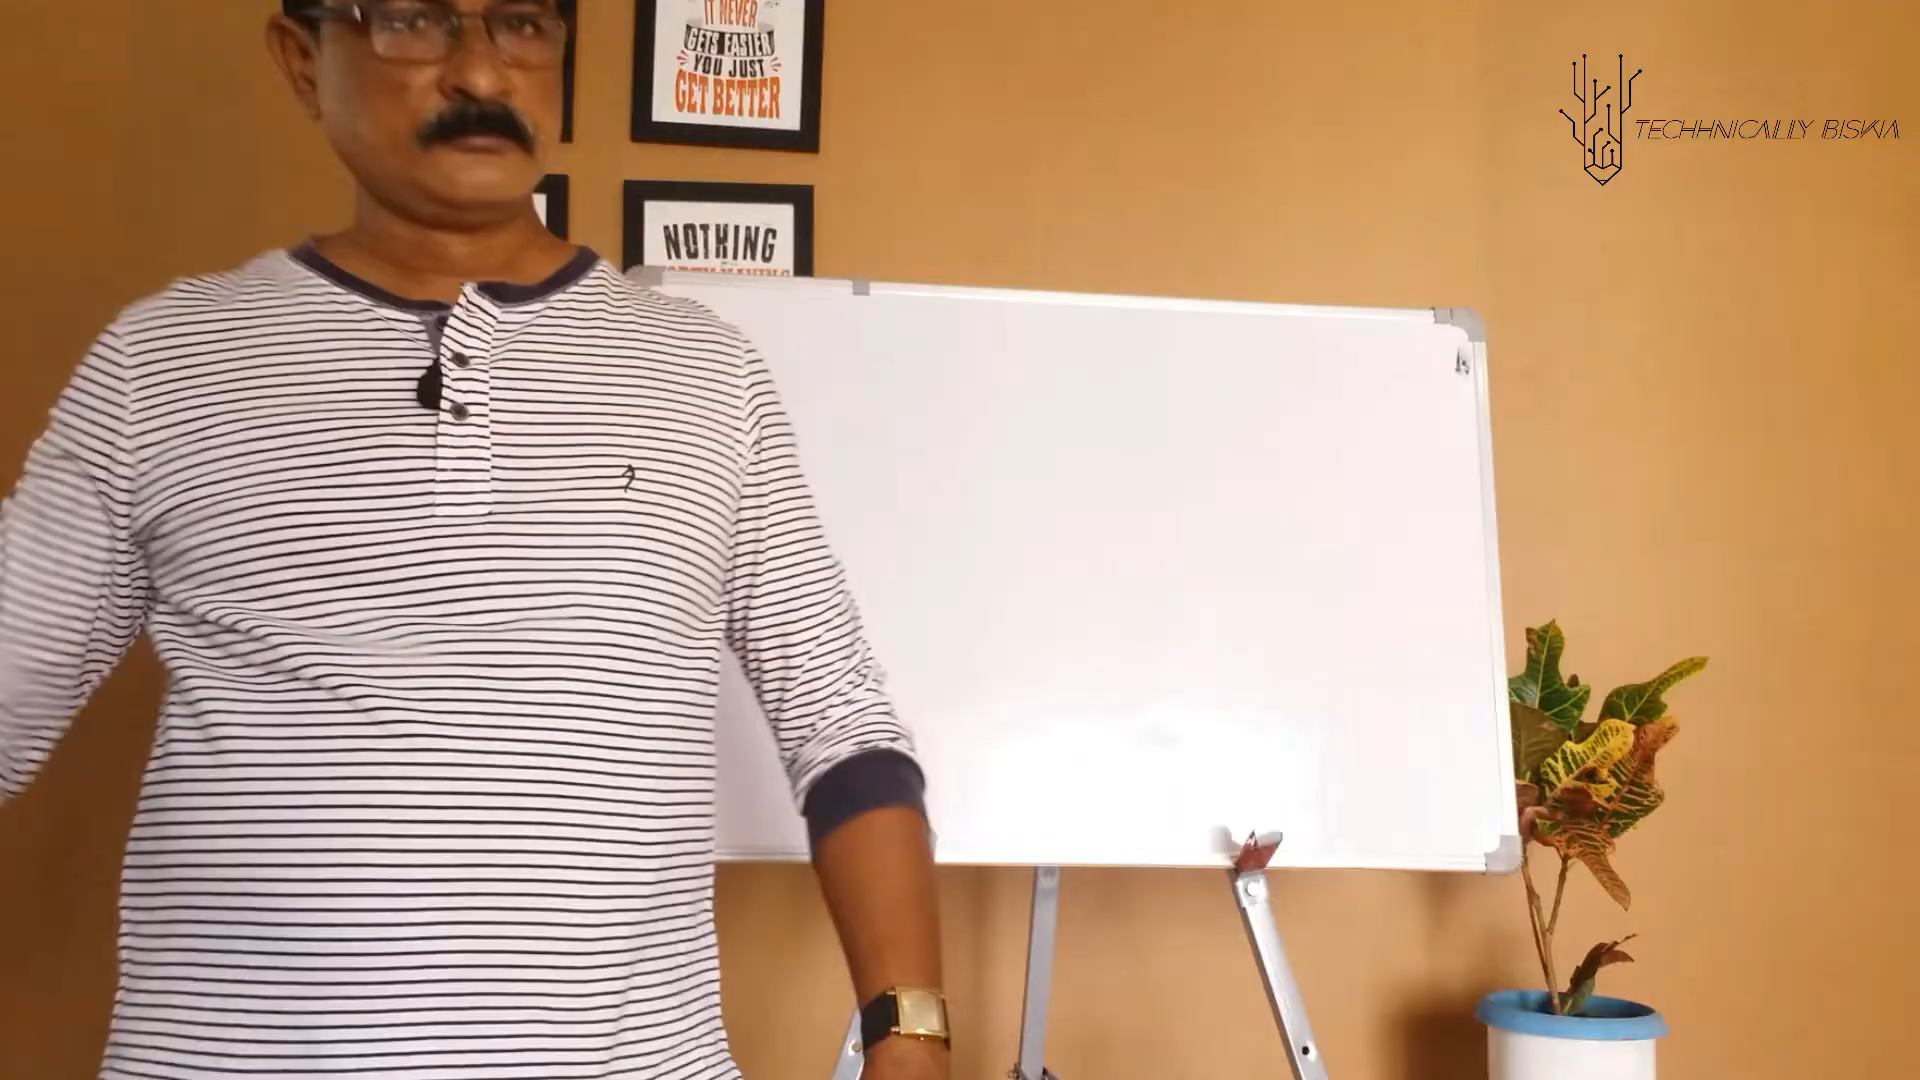 IT NEVER
GETS EASIER
YOU JUST
GET BETTER
NOTHING
TECHHNICALLY BISWA